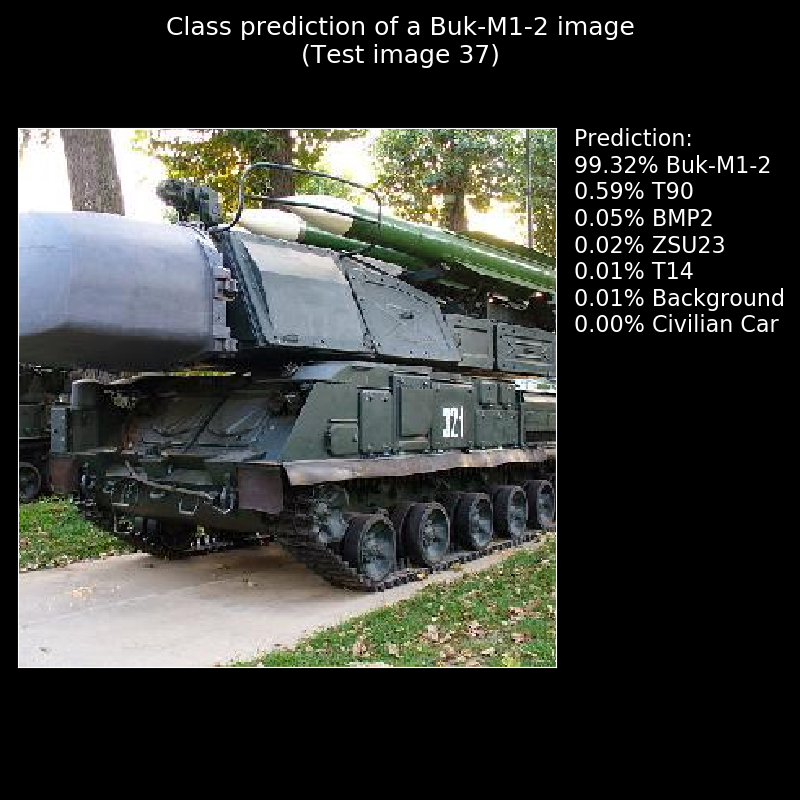 Class prediction of a Buk-M1-2 image
(Test image 37)
Prediction:
99.32% Buk-M1-2
0.59% T90
0.05% BMP2
0.02% ZSU23
0.01% T14
0.01% Background
0.00% Civilian Car
321